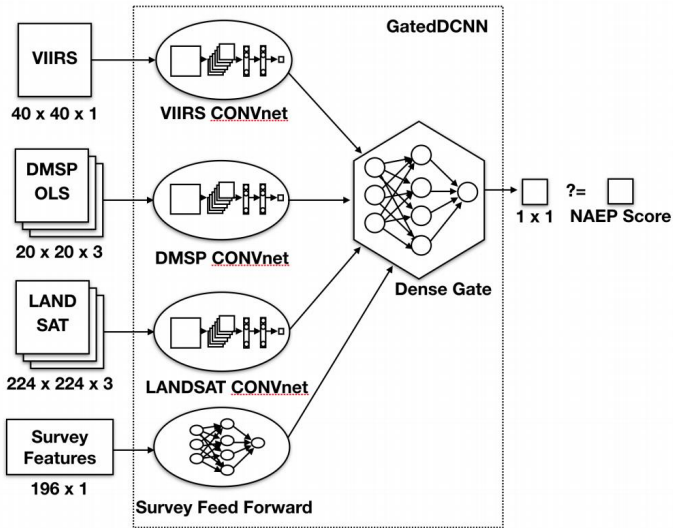 GatedDCNN
VIIRS
40 x 40 x 1
VIIRS CONVnet
DMSP
OLS
20 x 20 x 3
DMSP CONVnet
LAND
SAT
224 x 224 x 3
LANDSAT CONVnet
Survey
Features
196 x 1
Survey Feed Forward
Dense Gate
1 x 1
?=
NAEP Score